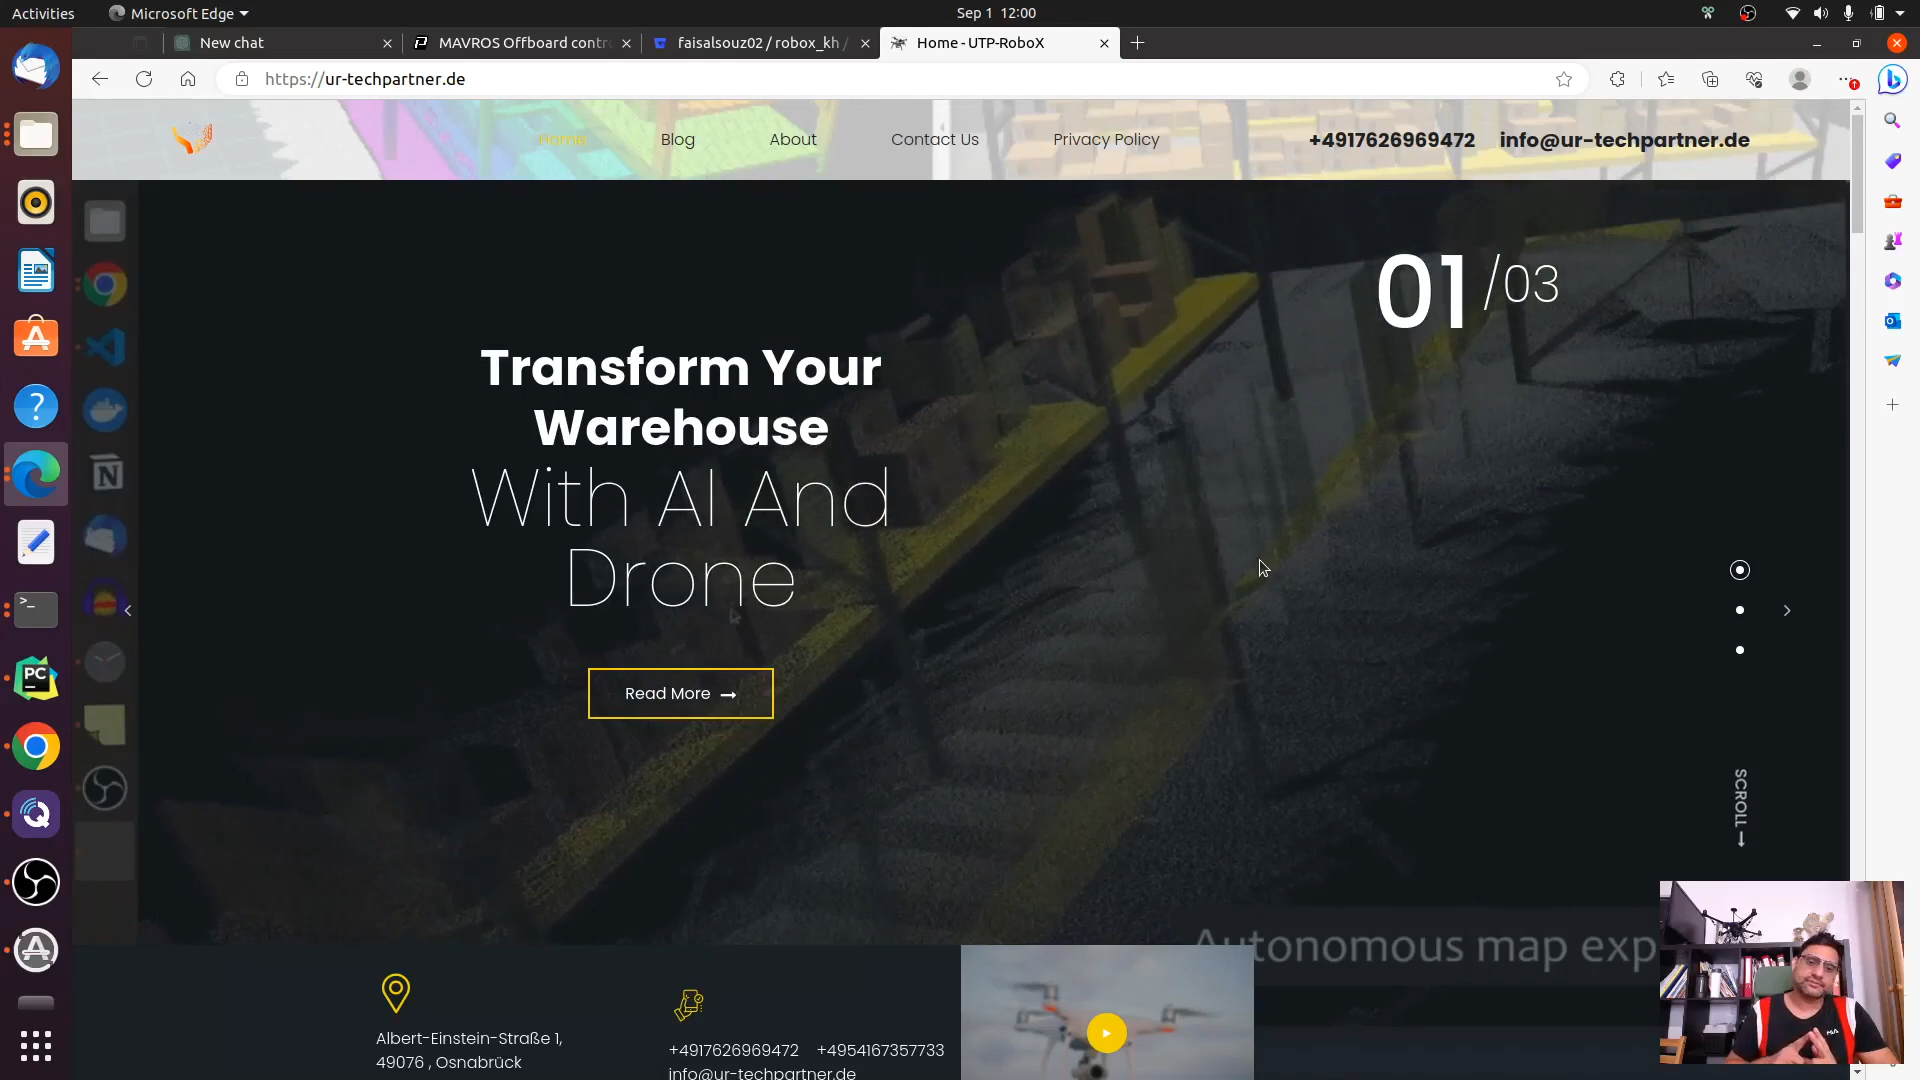 Activities
Microsoft Edge
Sep 1 12:00
New chat
MAVROS Offboard contro
faisalsouz02 / robox_kh /
Home - UTP-RoboX
https://ur-techpartner.de
Home
Blog
About
Contact Us
Privacy Policy
+4917626969472
info@ur-techpartner.de
01
/03
Transform Your
Warehouse
With AI And
Drone
Read More
SCROLL
Autonomous map exp
Albert-Einstein-Straße 1,
49076 , Osnabrück
+4917626969472 +4954167357733
info@ur-techpartner.de